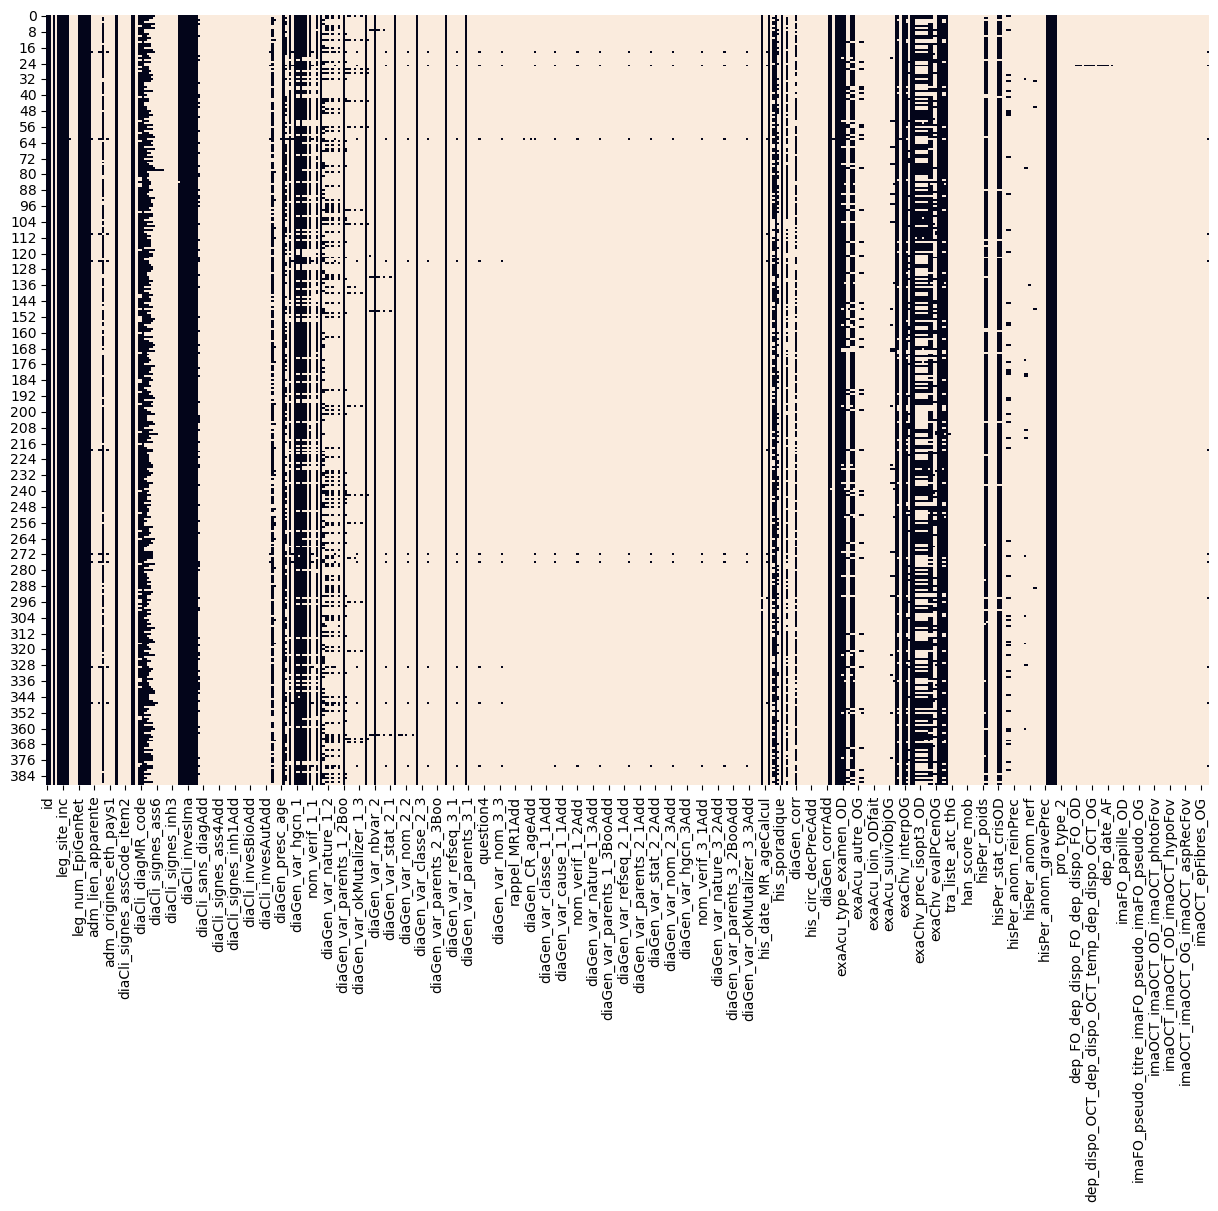 0
8
16
24
32
40
48
56
64
72
80
88
96
104
112
120
128
136
144
152
160
168
176
184
192
200
208
216
224
232
240
248
256
264
272
280
288
296
304
312
320
328
336
344
352
360
368
376
384
id
leg_site_inc
leg_num_EpiGenRet
adm_lien_apparente
adm_origines_eth_pays1
diaCli_signes_assCode_item2
diaCli_diagMR_code
diaCli_signes_ass6
diaCli_signes_inh3
diaCli_invesIma
diaCli_sans_diagAdd
diaCli_signes_ass4Add
diaCli_signes_inh1Add
diaCli_invesBioAdd
diaCli_invesAutAdd
diaGen_presc_age
diaGen_var_hgcn_1
nom_verif_1_1
diaGen_var_nature_1_2
diaGen_var_parents_1_2Boo
diaGen_var_okMutalizer_1_3
diaGen_var_nbvar_2
diaGen_var_stat_2_1
diaGen_var_nom_2_2
diaGen_var_classe_2_3
diaGen_var_parents_2_3Boo
diaGen_var_refseq_3_1
diaGen_var_parents_3_1
question4
diaGen_var_nom_3_3
rappel_MR1Add
diaGen_CR_ageAdd
diaGen_var_classe_1_1Add
diaGen_var_cause_1_1Add
nom_verif_1_2Add
diaGen_var_nature_1_3Add
diaGen_var_parents_1_3BooAdd
diaGen_var_refseq_2_1Add
diaGen_var_parents_2_1Add
diaGen_var_stat_2_2Add
diaGen_var_nom_2_3Add
diaGen_var_hgcn_3Add
nom_verif_3_1Add
diaGen_var_nature_3_2Add
diaGen_var_parents_3_2BooAdd
diaGen_var_okMutalizer_3_3Add
his_date_MR_ageCalcul
his_sporadique
diaGen_corr
his_circ_decPrecAdd
diaGen_corrAdd
exaAcu_type_examen_OD
exaAcu_autre_OG
exaAcu_loin_ODfait
exaAcu_suiviObjOG
exaChv_interpOG
exaChv_prec_isopt3_OD
exaChv_evalPCenOG
tra_liste_atc_thG
han_score_mob
hisPer_poids
hisPer_stat_crisOD
hisPer_anom_reinPrec
hisPer_anom_nerf
hisPer_anom_gravePrec
pro_type_2
dep_FO_dep_dispo_FO_dep_dispo_FO_OD
dep_dispo_OCT_dep_dispo_OCT_temp_dep_dispo_OCT_OG
dep_date_AF
imaFO_papille_OD
imaFO_pseudo_titre_imaFO_pseudo_imaFO_pseudo_OG
imaOCT_OD_imaOCT_photoFov
imaOCT_OD_imaOCT_hypoFov
imaOCT_OG_imaOCT_aspRecFov
imaOCT_epFibres_OG